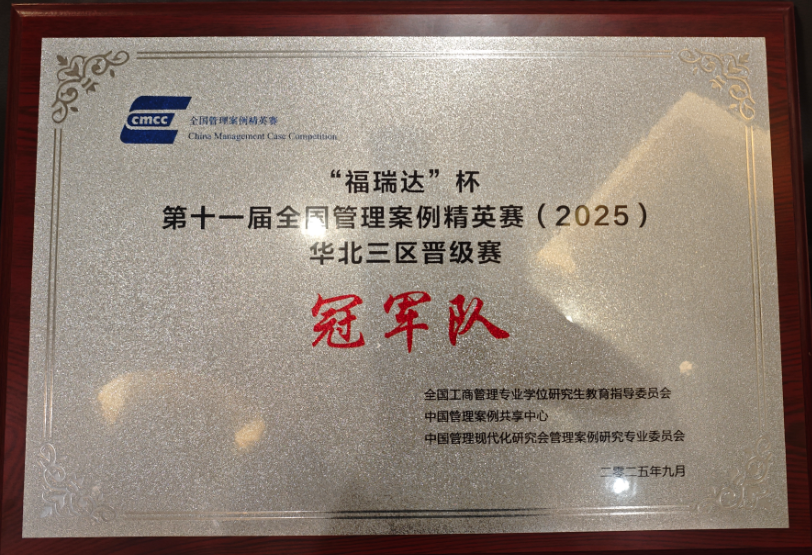 cmcc
全国管理案例精英赛
China Management Case Competition
“福瑞达”杯
第十一届全国管理案例精英赛（2025）
华北三区晋级赛
冠军队
全国工商管理专业学位研究生教育指导委员会
中国管理案例共享中心
中国管理现代化研究会管理案例研究专业委员会
二零二五年九月